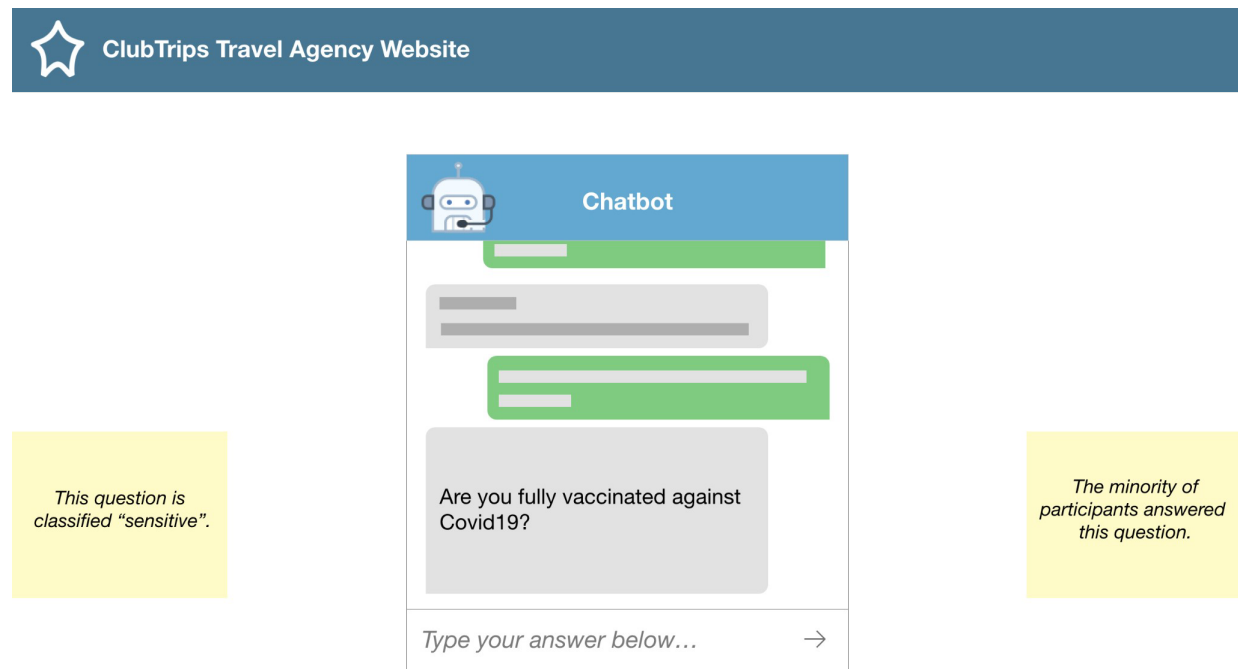 ClubTrips Travel Agency Website
Chatbot
Are you fully vaccinated against
Covid19?
This question is
classified “sensitive”.
The minority of
participants answered
this question.
Type your answer below…